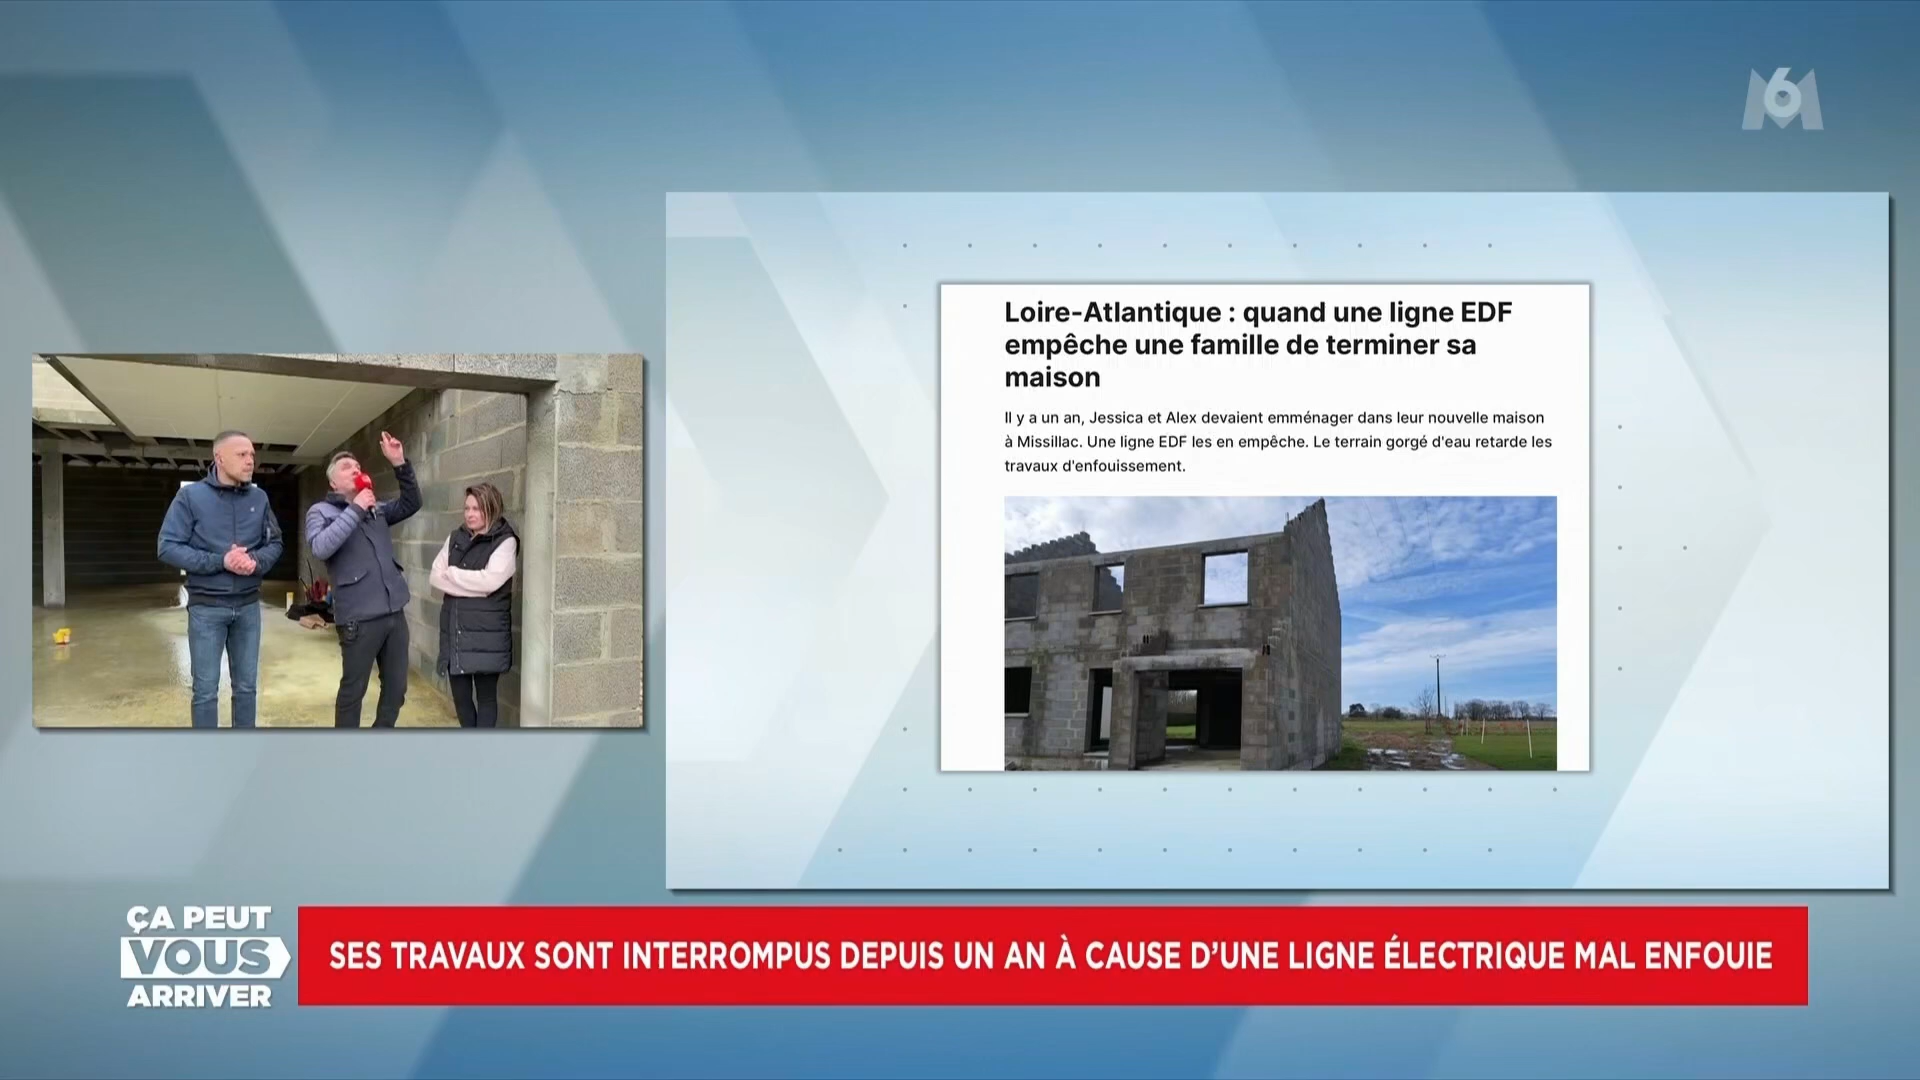 M6
Loire-Atlantique : quand une ligne EDF
empêche une famille de terminer sa
maison
Il y a un an, Jessica et Alex devaient emménager dans leur nouvelle maison
à Missillac. Une ligne EDF les en empêche. Le terrain gorgé d'eau retarde les
travaux d'enfouissement.
ÇA PEUT
VOUS
ARRIVER
SES TRAVAUX SONT INTERROMPUS DEPUIS UN AN À CAUSE D’UNE LIGNE ÉLECTRIQUE MAL ENFOUIE